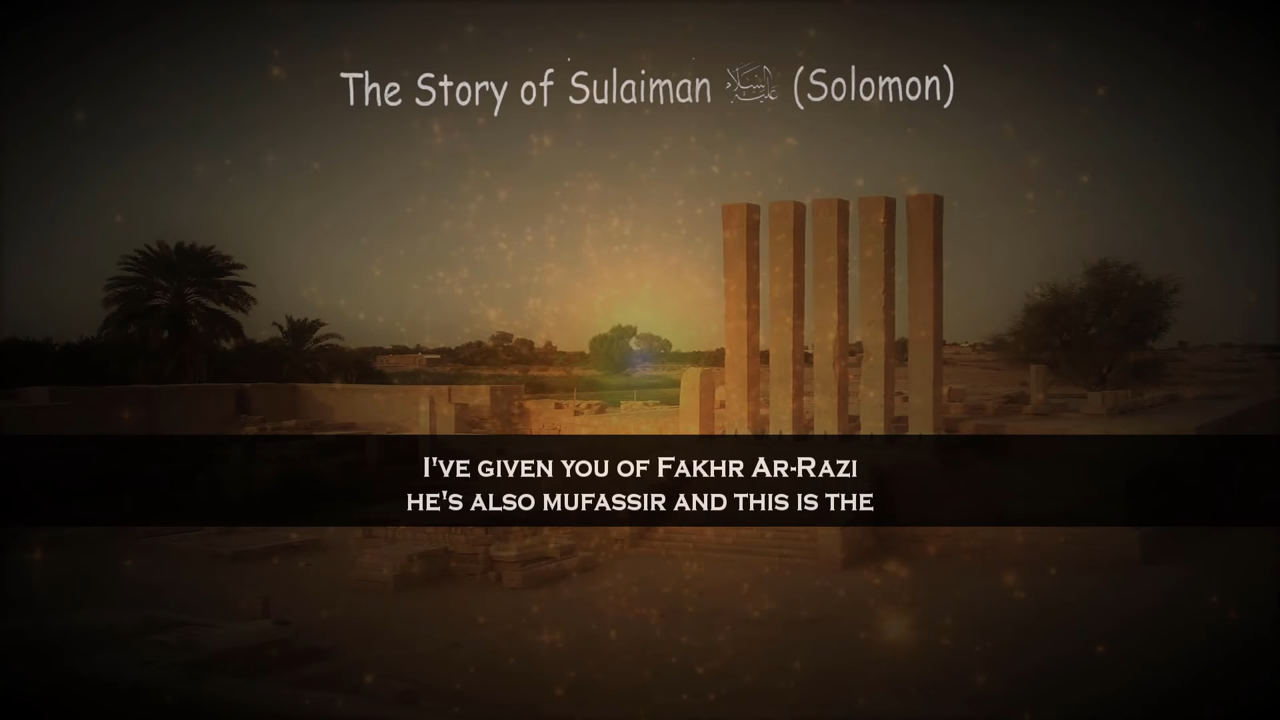 The Story of Sulaiman عليه السلام (Solomon)
I'VE GIVEN YOU OF FAKHR AR-RAZI
HE'S ALSO MUFASSIR AND THIS IS THE